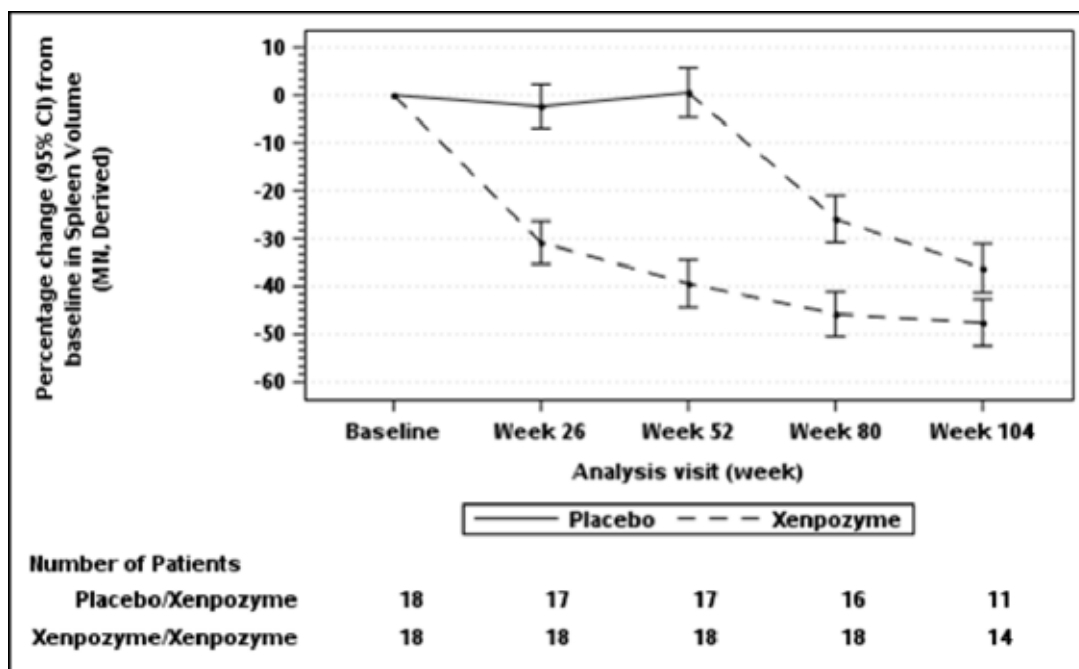 Percentage change (95% CI) from
baseline in Spleen Volume
(MN, Derived)
10
0
-10
-20
-30
-40
-50
-60
Baseline Week 26 Week 52 Week 80 Week 104
Analysis visit (week)
Placebo Xenpozyme
Number of Patients
Placebo/Xenpozyme 18 17 17 16 11
Xenpozyme/Xenpozyme 18 18 18 18 14